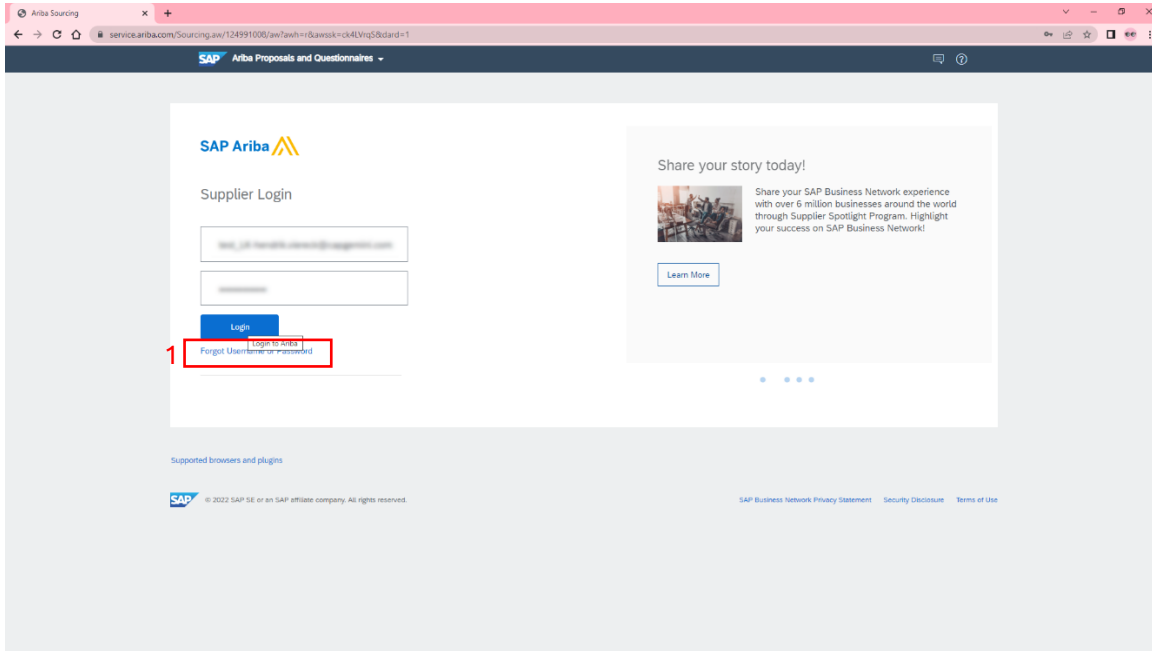 Ariba Sourcing
service.ariba.com/Sourcing.aw/124991008/aw?awh=r&awssk=ck4LVrq5&dard=1
SAP Ariba Proposals and Questionnaires
SAP Ariba
Supplier Login
Login
Login to Ariba
1
Forgot Username or Password
Share your story today!
Share your SAP Business Network experience
with over 6 million businesses around the world
through Supplier Spotlight Program. Highlight
your success on SAP Business Network!
Learn More
Supported browsers and plugins
SAP © 2022 SAP SE or an SAP affiliate company. All rights reserved.
SAP Business Network Privacy Statement Security Disclosure Terms of Use